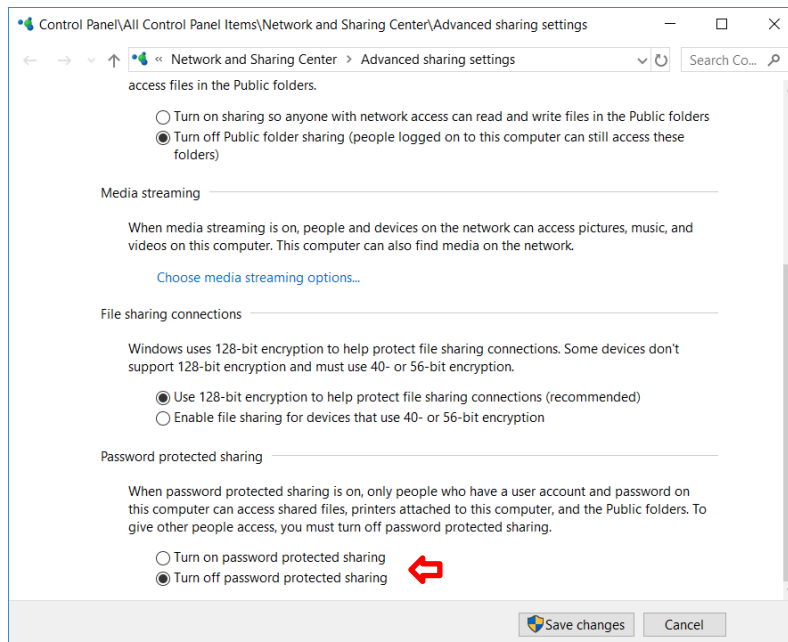 Control Panel\All Control Panel Items\Network and Sharing Center\Advanced sharing settings
« Network and Sharing Center > Advanced sharing settings
Search Co...
access files in the Public folders.
Turn on sharing so anyone with network access can read and write files in the Public folders
Turn off Public folder sharing (people logged on to this computer can still access these
folders)
Media streaming
When media streaming is on, people and devices on the network can access pictures, music, and
videos on this computer. This computer can also find media on the network.
Choose media streaming options...
File sharing connections
Windows uses 128-bit encryption to help protect file sharing connections. Some devices don't
support 128-bit encryption and must use 40- or 56-bit encryption.
Use 128-bit encryption to help protect file sharing connections (recommended)
Enable file sharing for devices that use 40- or 56-bit encryption
Password protected sharing
When password protected sharing is on, only people who have a user account and password on
this computer can access shared files, printers attached to this computer, and the Public folders. To
give other people access, you must turn off password protected sharing.
Turn on password protected sharing
Turn off password protected sharing
Save changes
Cancel